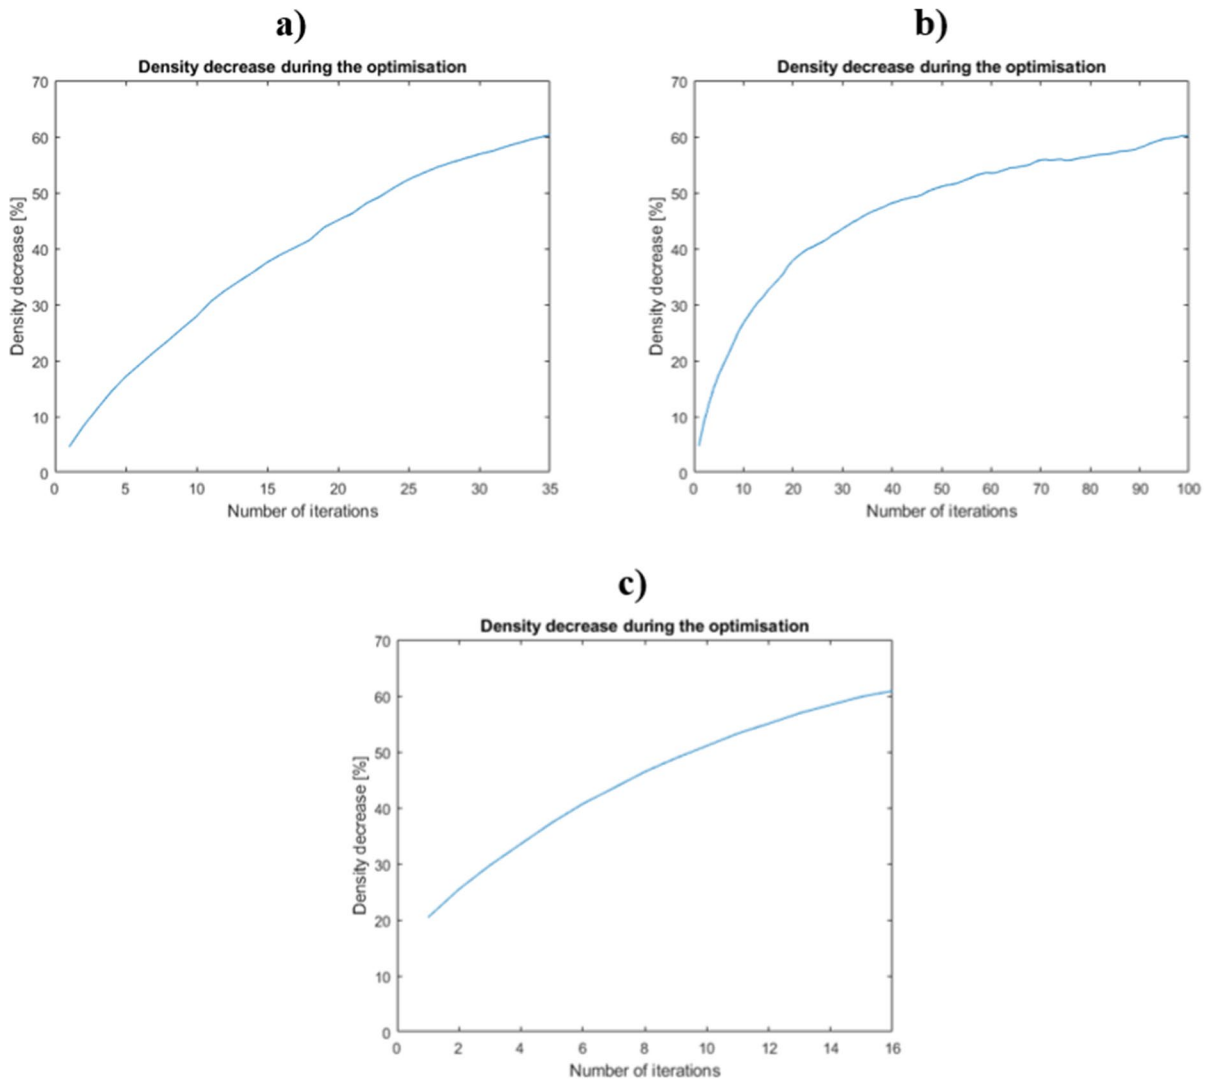 a)
Density decrease during the optimisation
Density decrease [%]
70
60
50
40
30
20
10
0
0 5 10 15 20 25 30 35
Number of iterations
b)
Density decrease during the optimisation
Density decrease [%]
70
60
50
40
30
20
10
0
0 10 20 30 40 50 60 70 80 90 100
Number of iterations
c)
Density decrease during the optimisation
Density decrease [%]
70
60
50
40
30
20
10
0
0 2 4 6 8 10 12 14 16
Number of iterations